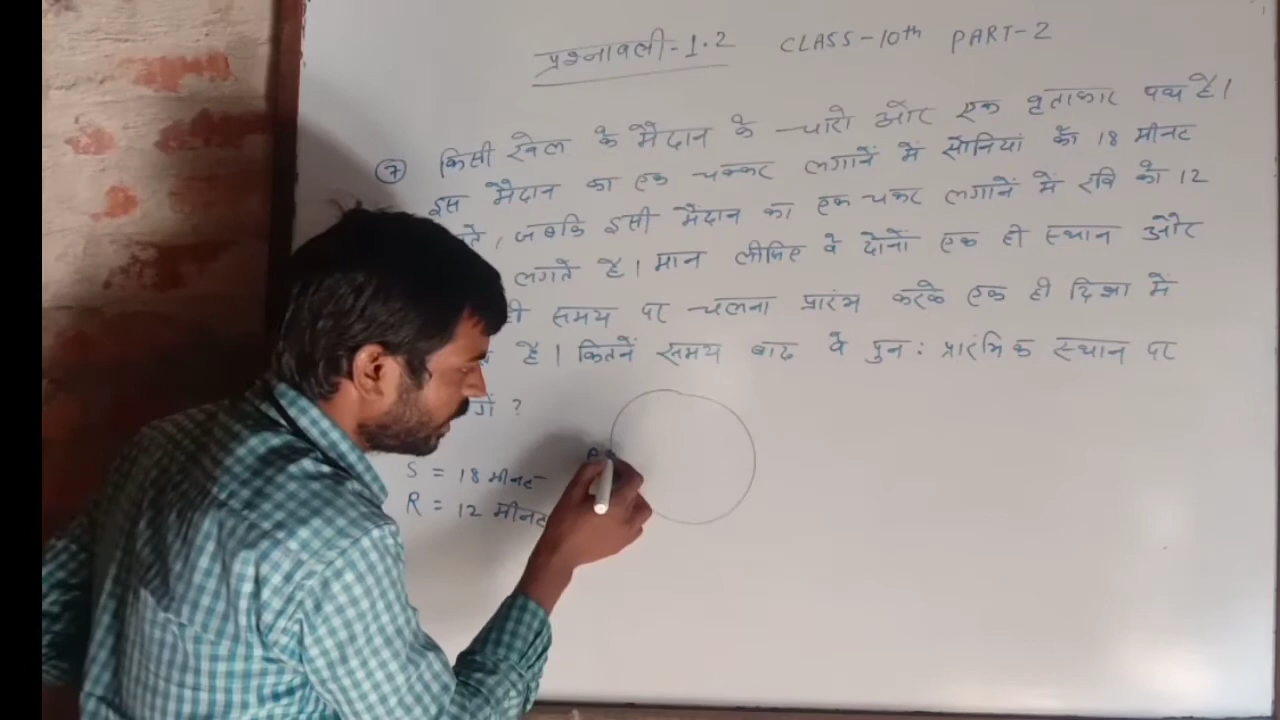 प्रश्नावली-1.2 CLASS-10th PART-2
⑦ किसी खेल के मैदान के चारो ओर एक वृताकार पथ है।
इस मैदान का एक चक्कर लगानें में सोनियां को 18 मीनट
जबकि इसी मैदान का एक चक्कर लगानें में रवि को 12
लगते है। मान लीजिए वे दोनों एक ही स्थान और
समय पर चलना प्रारंभ करके एक ही दिशा में
है। कितनें समय बाद वे पुन: प्रारंभिक स्थान पर
?
S = 18 मीनट
R = 12 मीनट